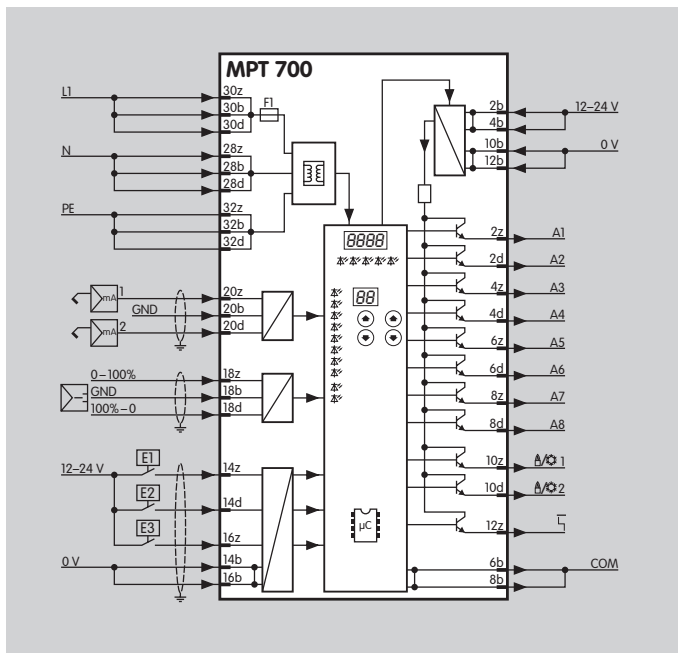 MPT 700
L1
30z
30b
30d
F1
N
28z
28b
28d
PE
32z
32b
32d
mA 1
20z
GND
20b
mA 2
20d
0–100%
18z
GND
18b
100%–0
18d
12–24 V
E1
14z
E2
14d
E3
16z
0 V
14b
16b
8888
88
µC
2b
12–24 V
4b
10b
0 V
12b
2z
A1
2d
A2
4z
A3
4d
A4
6z
A5
6d
A6
8z
A7
8d
A8
10z
/ 1
10d
/ 2
12z
6b
COM
8b